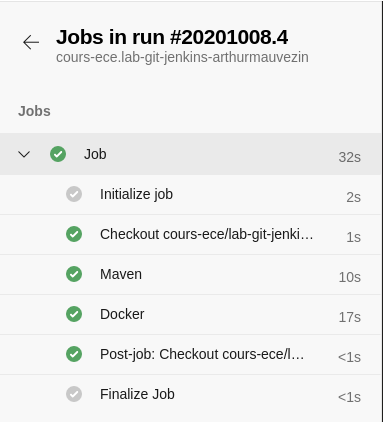 Jobs in run #20201008.4
cours-ece.lab-git-jenkins-arthurmauvezin
Jobs
Job 32s
Initialize job 2s
Checkout cours-ece/lab-git-jenki... 1s
Maven 10s
Docker 17s
Post-job: Checkout cours-ece/l... <1s
Finalize Job <1s